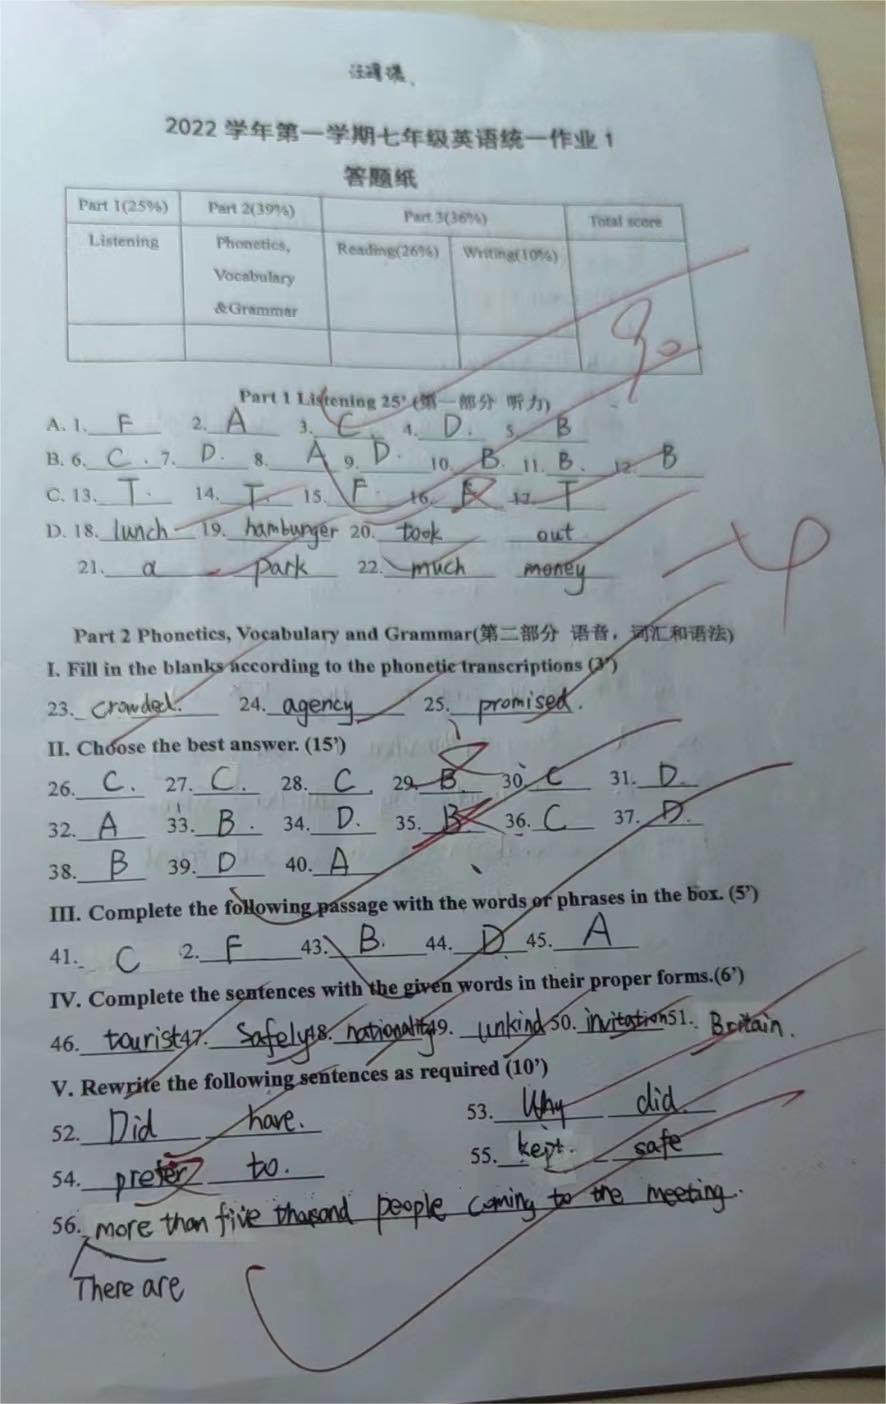 2022 学年第一学期七年级英语统一作业 1
答题纸
Part 1(25%) Part 2(39%) Part 3(36%) Total score
Listening Phonetics, Vocabulary &Grammar Reading(26%) Writing(10%)
90
Part 1 Listening 25' (第一部分 听力)
A. 1. F 2. A 3. C 4. D. 5. B
B. 6. C . 7. D. 8. A 9. D. 10. B. 11. B. 12. B
C. 13. T. 14. T. 15. F. 16. 17. T
D. 18. lunch 19. hamburger 20. took out
21. a park 22. much money
Part 2 Phonetics, Vocabulary and Grammar(第二部分 语音，词汇和语法)
I. Fill in the blanks according to the phonetic transcriptions (3')
23. crowded. 24. agency 25. promised.
II. Choose the best answer. (15')
26. C. 27. C. 28. C . 29. B 30. C 31. D
32. A 33. B . 34. D. 35. B 36. C 37. D
38. B 39. D 40. A
III. Complete the following passage with the words or phrases in the box. (5')
41. C 2. F 43. B. 44. D 45. A
IV. Complete the sentences with the given words in their proper forms.(6')
46. tourist 47. Safely 48. nationality 49. unkind 50. invitation 51. Britain.
V. Rewrite the following sentences as required (10')
52. Did have. 53. Why did.
54. prefer to. 55. kept. safe
56. more than five thousand people coming to the meeting.
There are